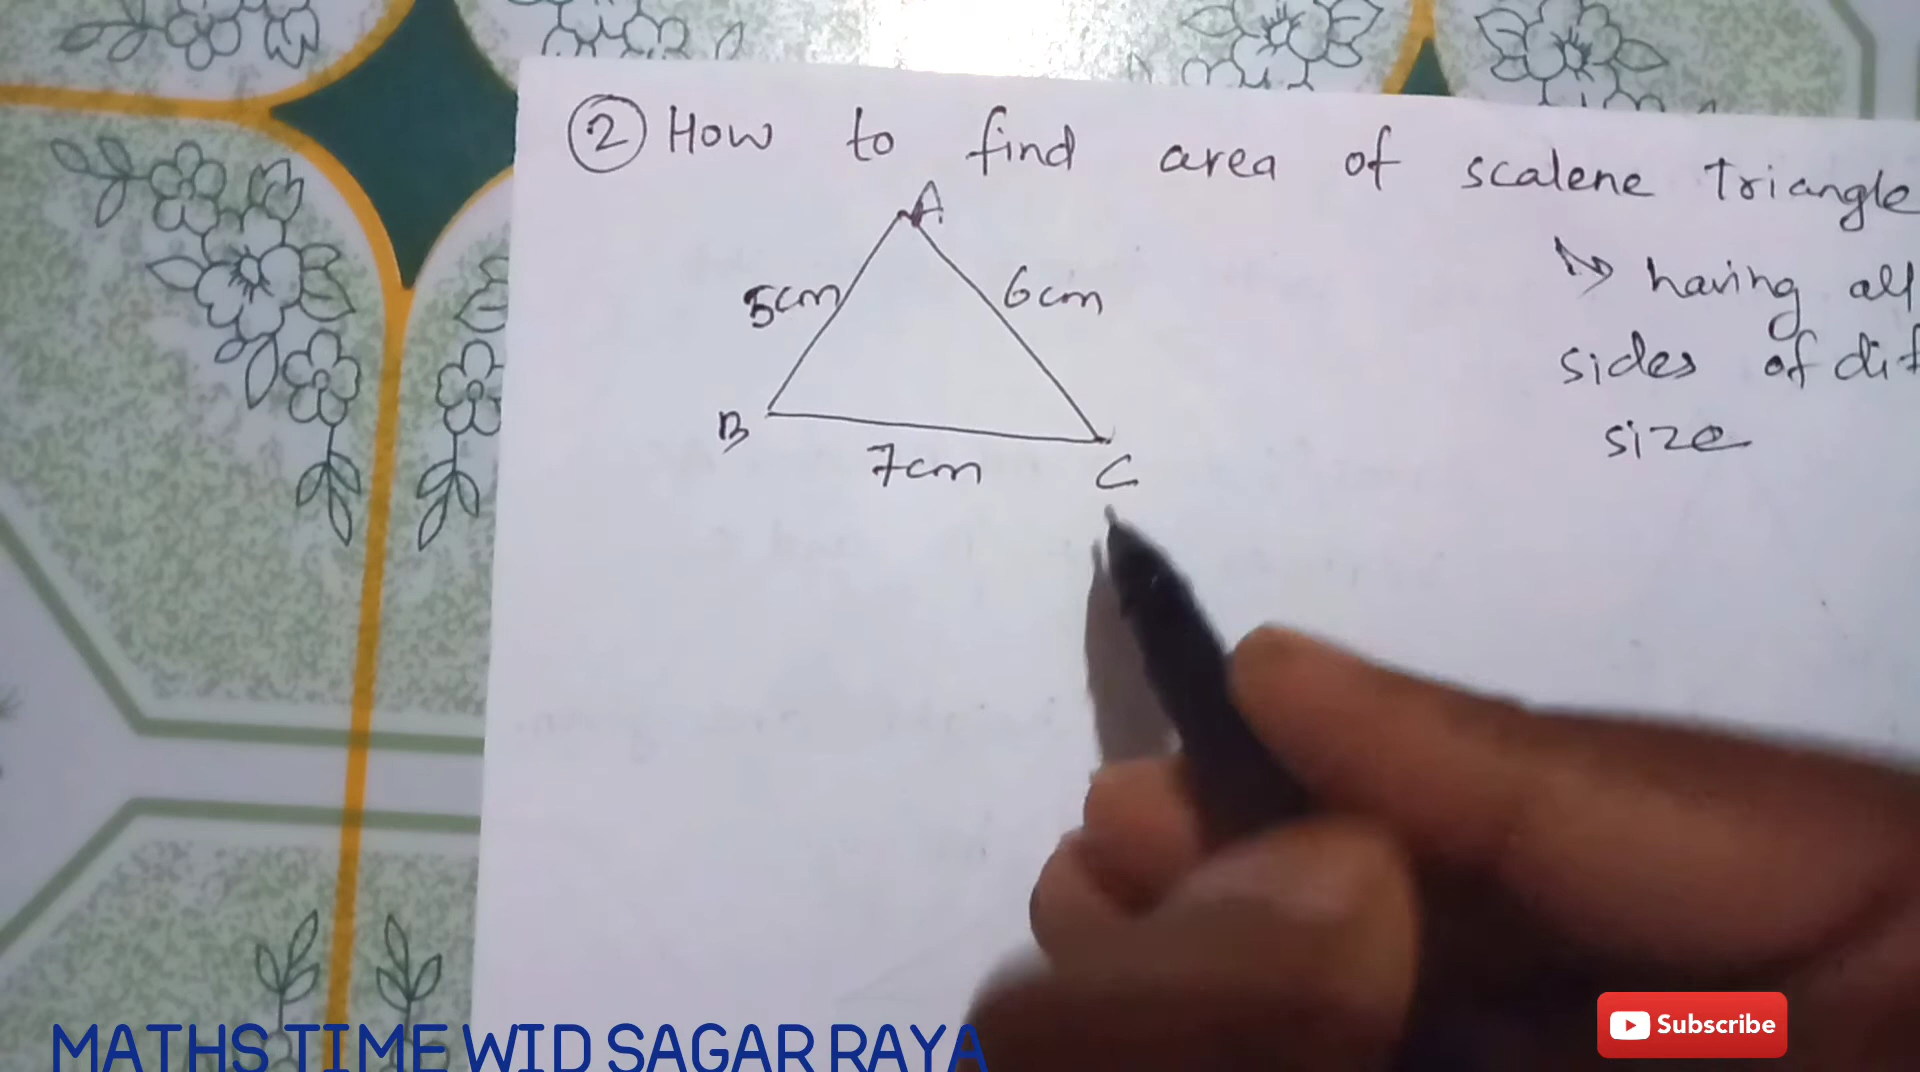 ② How to find area of scalene triangle
A
5cm
6cm
having all
sides of dif
size
B
7cm
C
MATHS TIME WID SAGAR RAYA
Subscribe